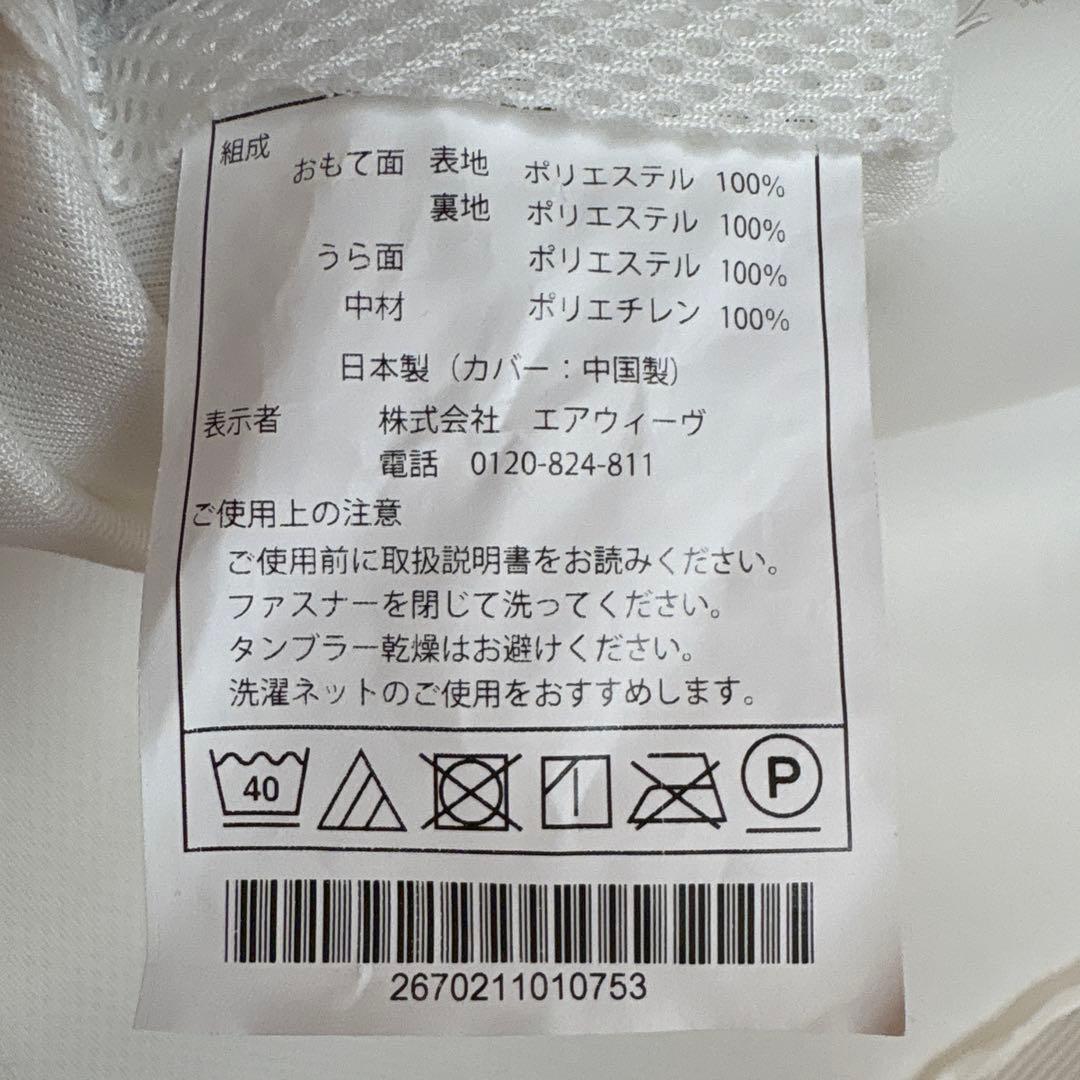 組成 おもて面 表地 ポリエステル 100%
裏地 ポリエステル 100%
うら面 ポリエステル 100%
中材 ポリエチレン 100%
日本製（カバー：中国製)
表示者 株式会社 エアウィーヴ
電話 0120-824-811
ご使用上の注意
ご使用前に取扱説明書をお読みください。
ファスナーを閉じて洗ってください。
タンブラー乾燥はお避けください。
洗濯ネットのご使用をおすすめします。
40 P
2670211010753